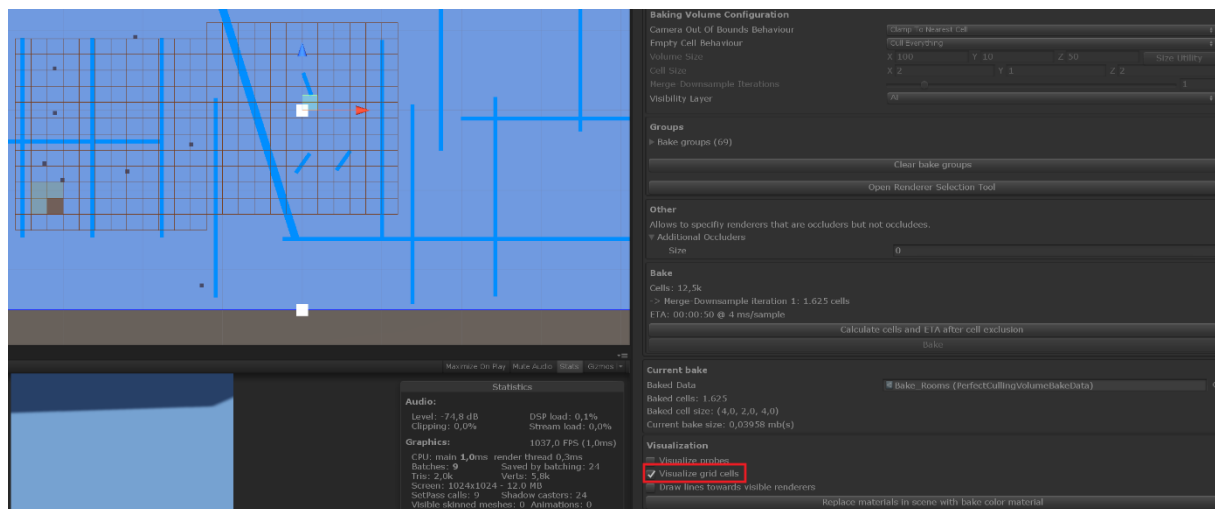 Baking Volume Configuration
Camera Out Of Bounds Behaviour Clamp To Nearest Cell
Empty Cell Behaviour Cull Everything
Volume Size X 100 Y 10 Z 50 Size Utility
Cell Size X 2 Y 1 Z 2
Merge Downsample Iterations 1
Visibility Layer All
Groups
Bake groups (69)
Clear bake groups
Open Renderer Selection Tool
Other
Allows to specifiy renderers that are occluders but not occludees.
Additional Occluders
Size 0
Bake
Cells: 12,5k
-> Merge-Downsample iteration 1: 1.625 cells
ETA: 00:00:50 @ 4 ms/sample
Calculate cells and ETA after cell exclusion
Bake
Current bake
Baked Data Bake_Rooms (PerfectCullingVolumeBakeData)
Baked cells: 1.625
Baked cell size: (4,0, 2,0, 4,0)
Current bake size: 0,03958 mb(s)
Visualization
Visualize probes
Visualize grid cells
Draw lines towards visible renderers
Replace materials in scene with bake color material
Maximize On Play Mute Audio Stats Gizmos
Statistics
Audio:
Level: -74,8 dB DSP load: 0,1%
Clipping: 0,0% Stream load: 0,0%
Graphics: 1037,0 FPS (1,0ms)
CPU: main 1,0ms render thread 0,3ms
Batches: 9 Saved by batching: 24
Tris: 2,0k Verts: 5,8k
Screen: 1024x1024 - 12,0 MB
SetPass calls: 9 Shadow casters: 24
Visible skinned meshes: 0 Animations: 0